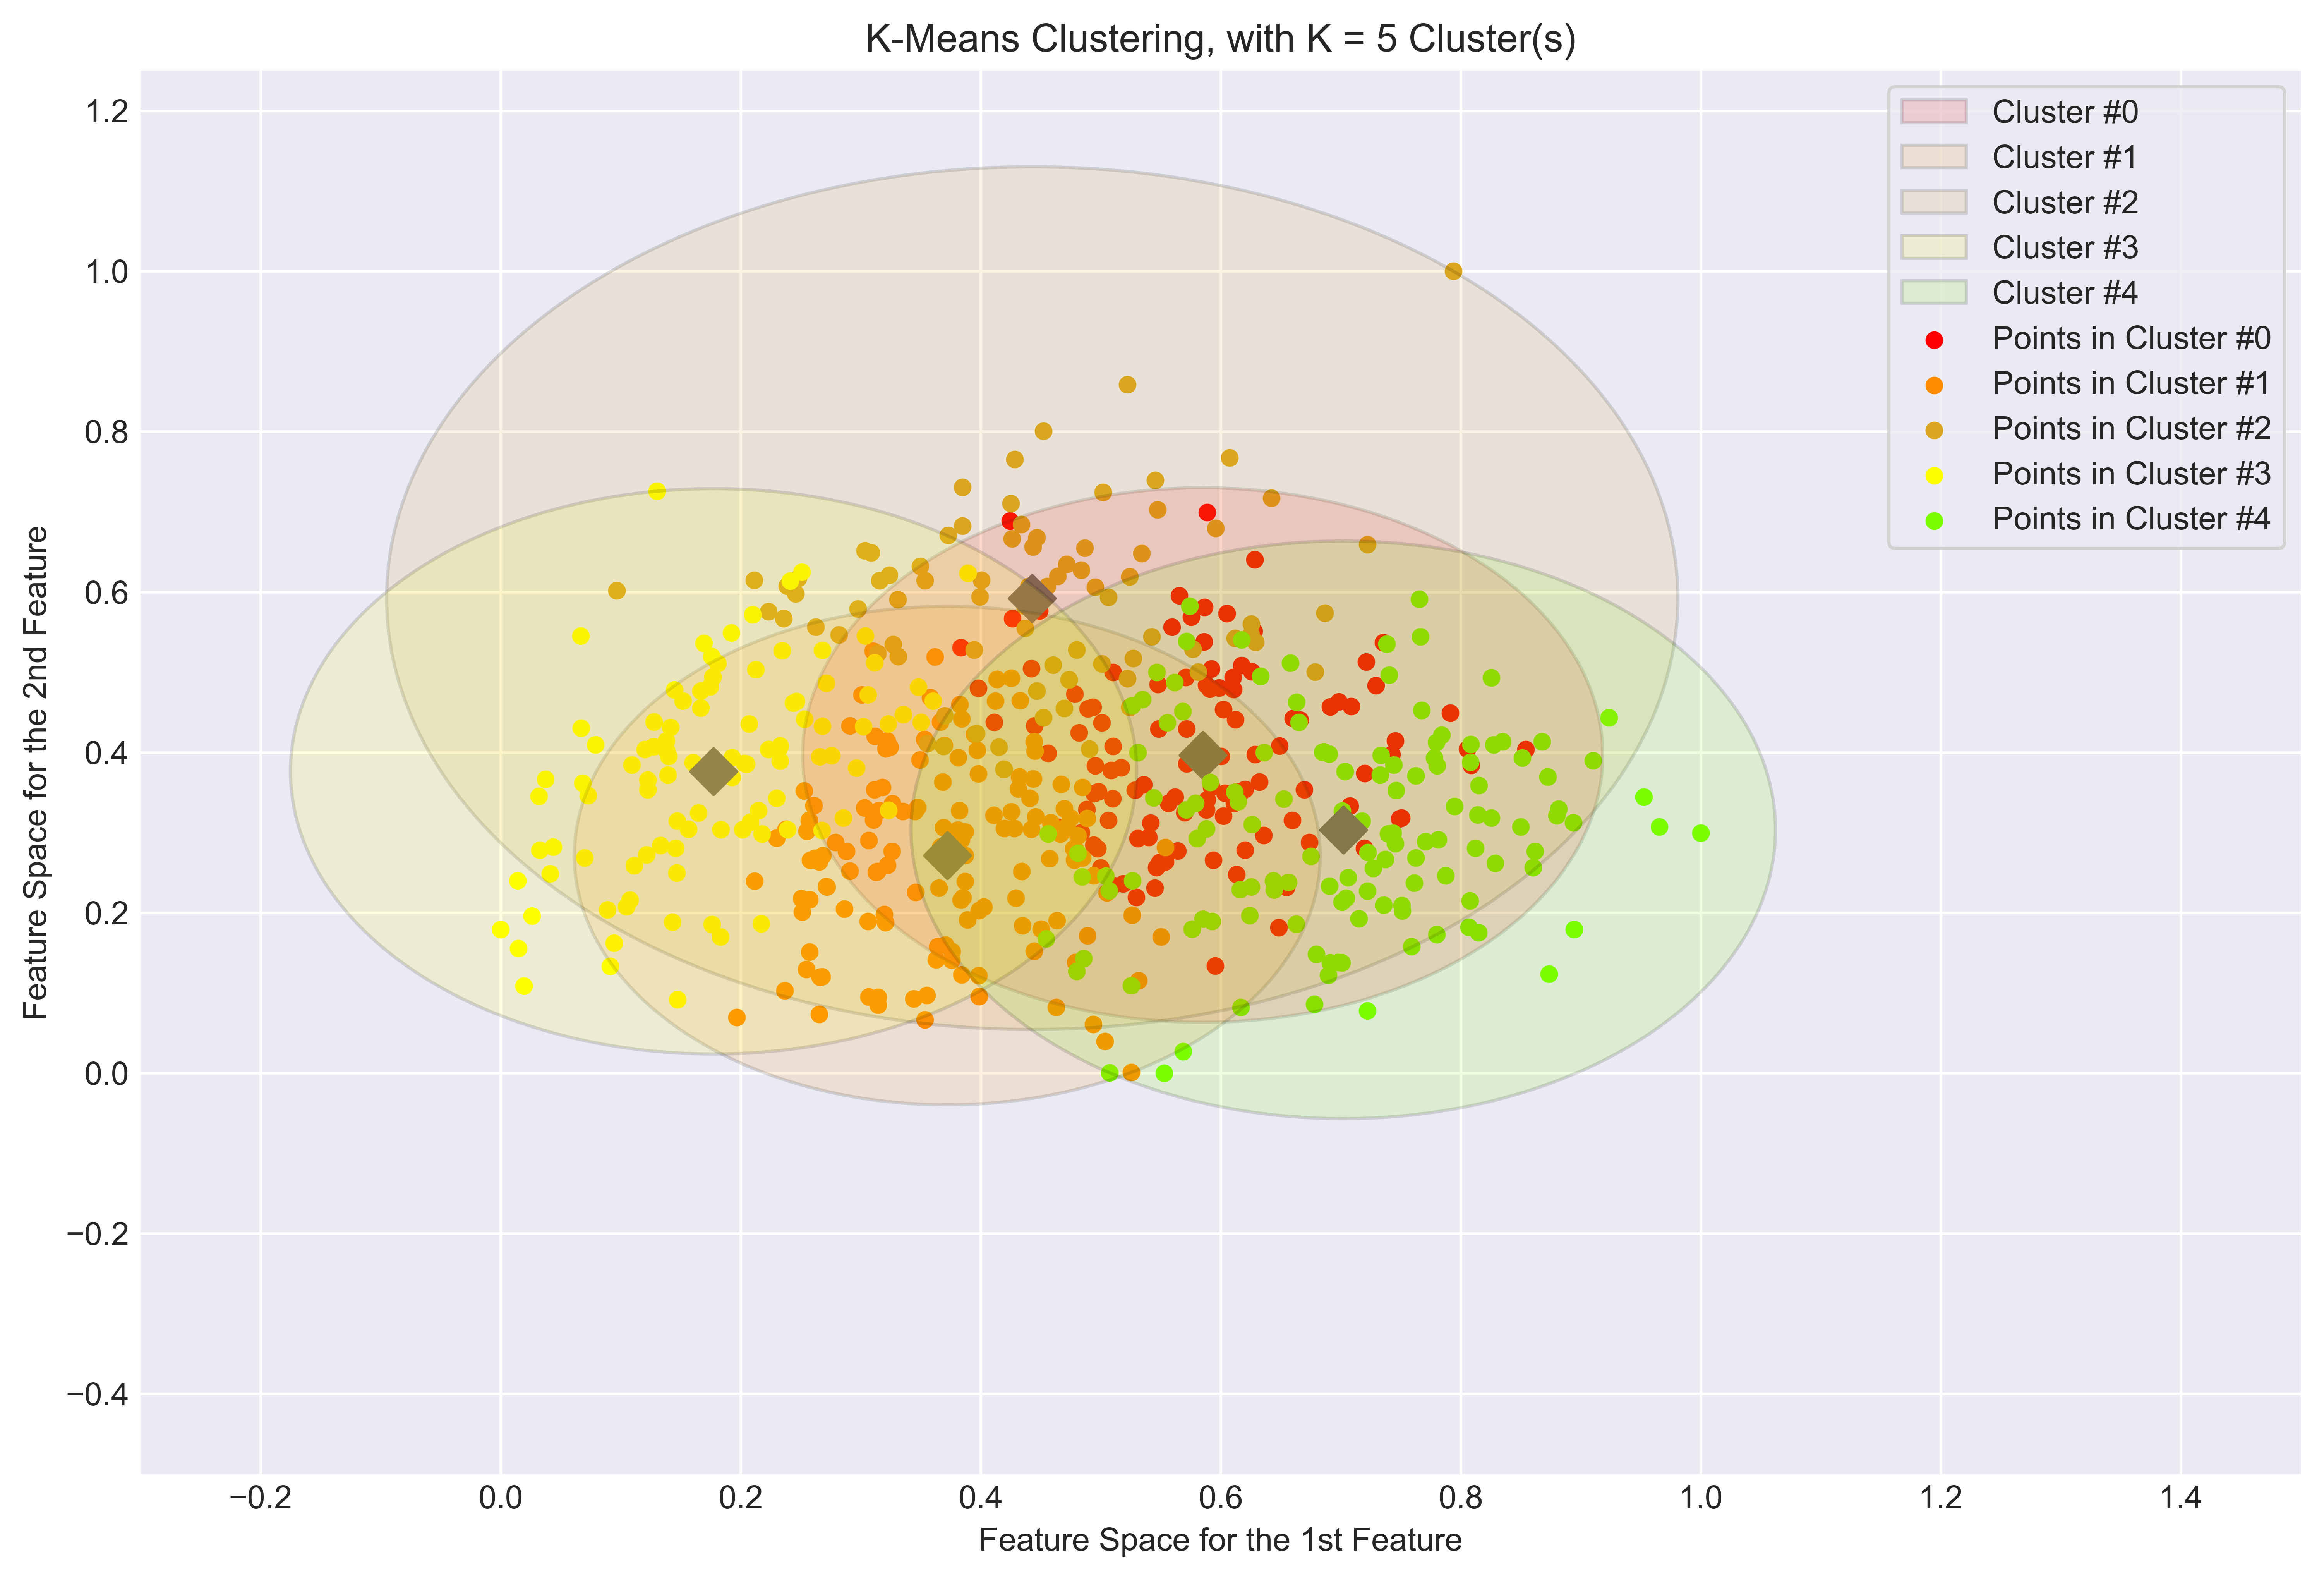 K-Means Clustering, with K = 5 Cluster(s)
Cluster #0
Cluster #1
Cluster #2
Cluster #3
Cluster #4
Points in Cluster #0
Points in Cluster #1
Points in Cluster #2
Points in Cluster #3
Points in Cluster #4
Feature Space for the 2nd Feature
1.2
1.0
0.8
0.6
0.4
0.2
0.0
−0.2
−0.4
−0.2 0.0 0.2 0.4 0.6 0.8 1.0 1.2 1.4
Feature Space for the 1st Feature